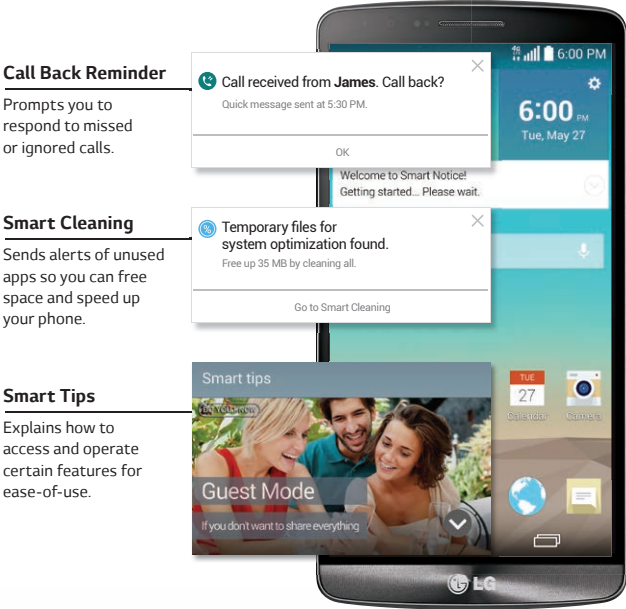 4G 6:00 PM
Call Back Reminder
Prompts you to
respond to missed
or ignored calls.
Call received from James. Call back?
Quick message sent at 5:30 PM.
OK
6:00 PM
Tue, May 27
Welcome to Smart Notice!
Getting started... Please wait.
Smart Cleaning
Sends alerts of unused
apps so you can free
space and speed up
your phone.
Temporary files for
system optimization found.
Free up 35 MB by cleaning all.
Go to Smart Cleaning
Smart Tips
Explains how to
access and operate
certain features for
ease-of-use.
Smart tips
DO YOU KNOW
Guest Mode
If you don't want to share everything
TUE
27
Calendar
Camera
LG